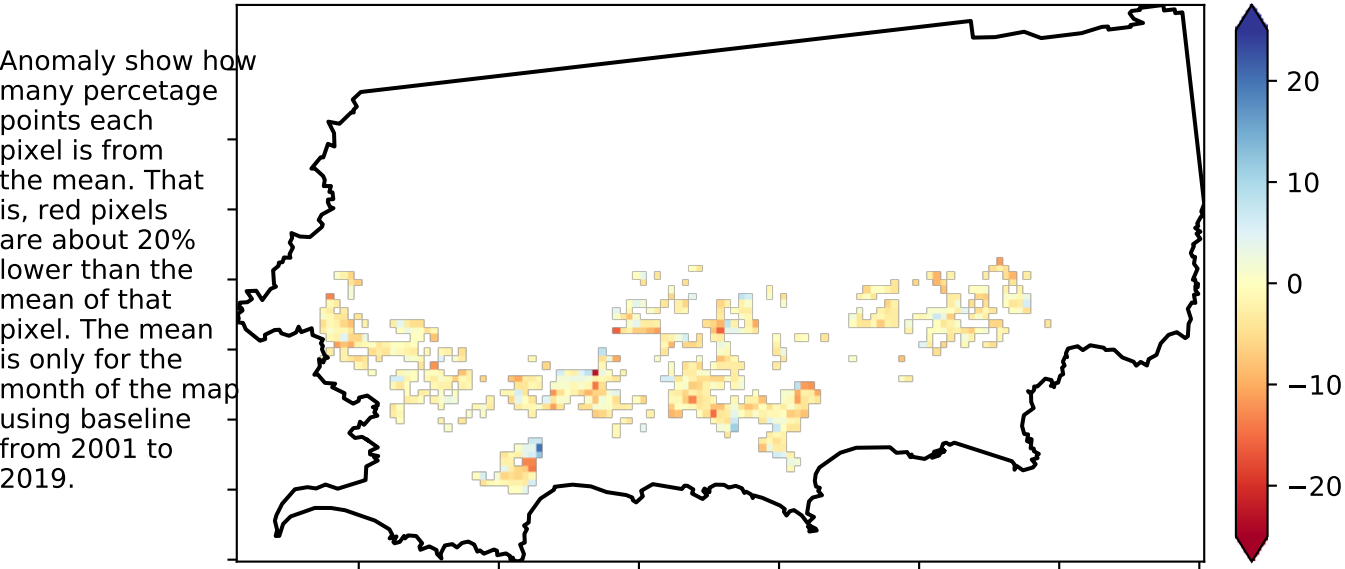 Anomaly show how
many percetage
points each
pixel is from
the mean. That
is, red pixels
are about 20%
lower than the
mean of that
pixel. The mean
is only for the
month of the map
using baseline
from 2001 to
2019.
20
10
0
−10
−20